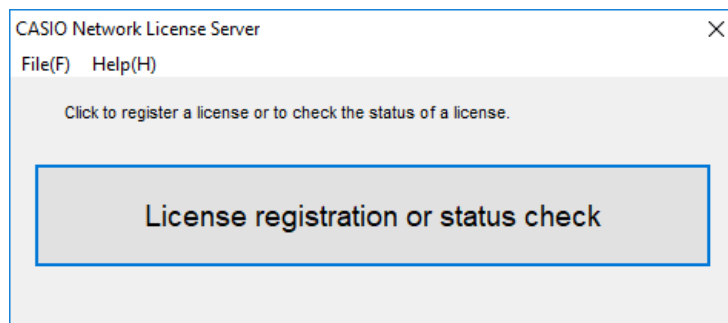 CASIO Network License Server
File(F) Help(H)
Click to register a license or to check the status of a license.
License registration or status check